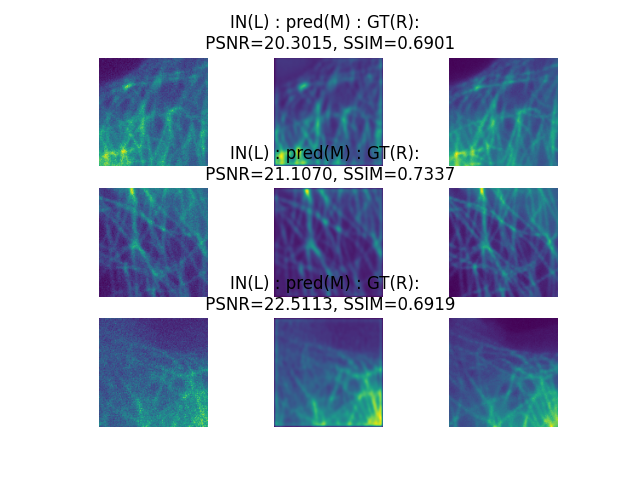 IN(L) : pred(M) : GT(R):
PSNR=20.3015, SSIM=0.6901
IN(L) : pred(M) : GT(R):
PSNR=21.1070, SSIM=0.7337
IN(L) : pred(M) : GT(R):
PSNR=22.5113, SSIM=0.6919